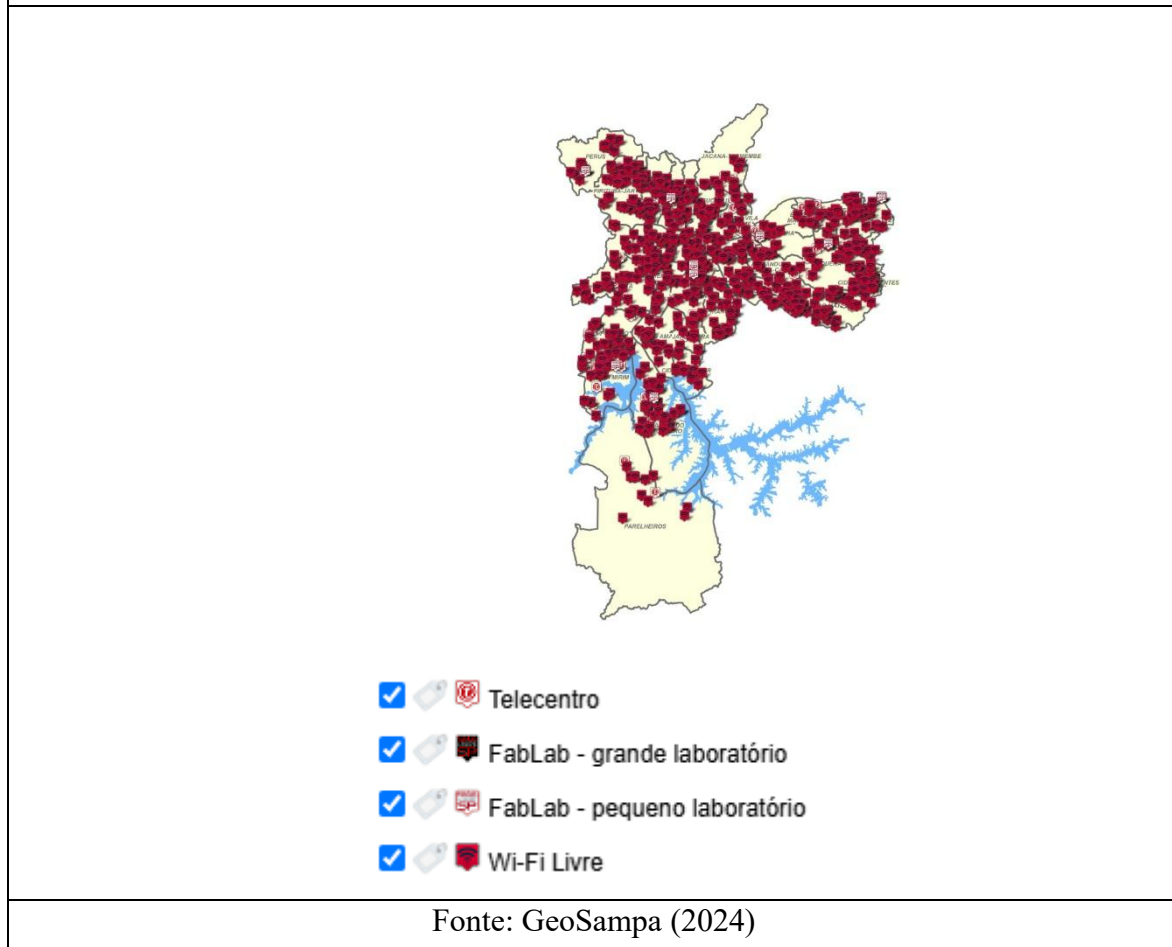 PERUS
PARELHEIROS
Telecentro
FabLab - grande laboratório
FabLab - pequeno laboratório
Wi-Fi Livre
Fonte: GeoSampa (2024)